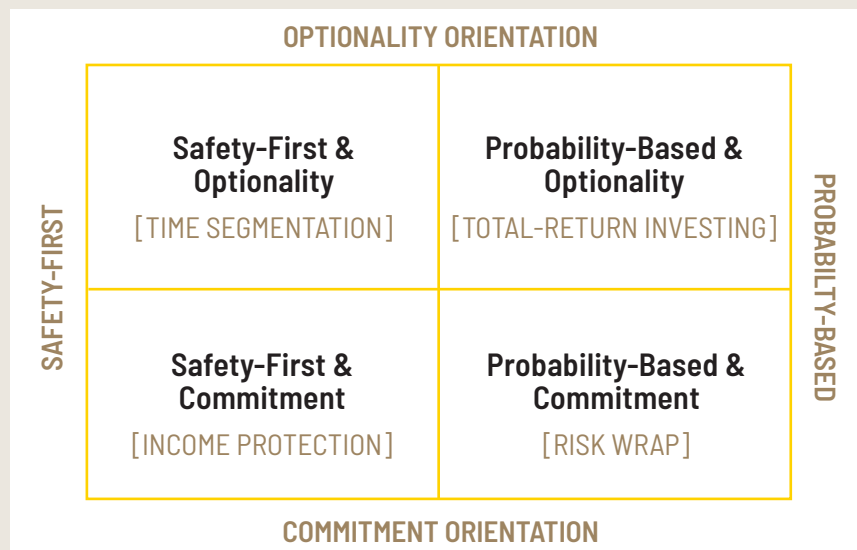 OPTIONALITY ORIENTATION
SAFETY-FIRST
Safety-First &
Optionality
[TIME SEGMENTATION]
Probability-Based &
Optionality
[TOTAL-RETURN INVESTING]
PROBABILTY-BASED
Safety-First &
Commitment
[INCOME PROTECTION]
Probability-Based &
Commitment
[RISK WRAP]
COMMITMENT ORIENTATION